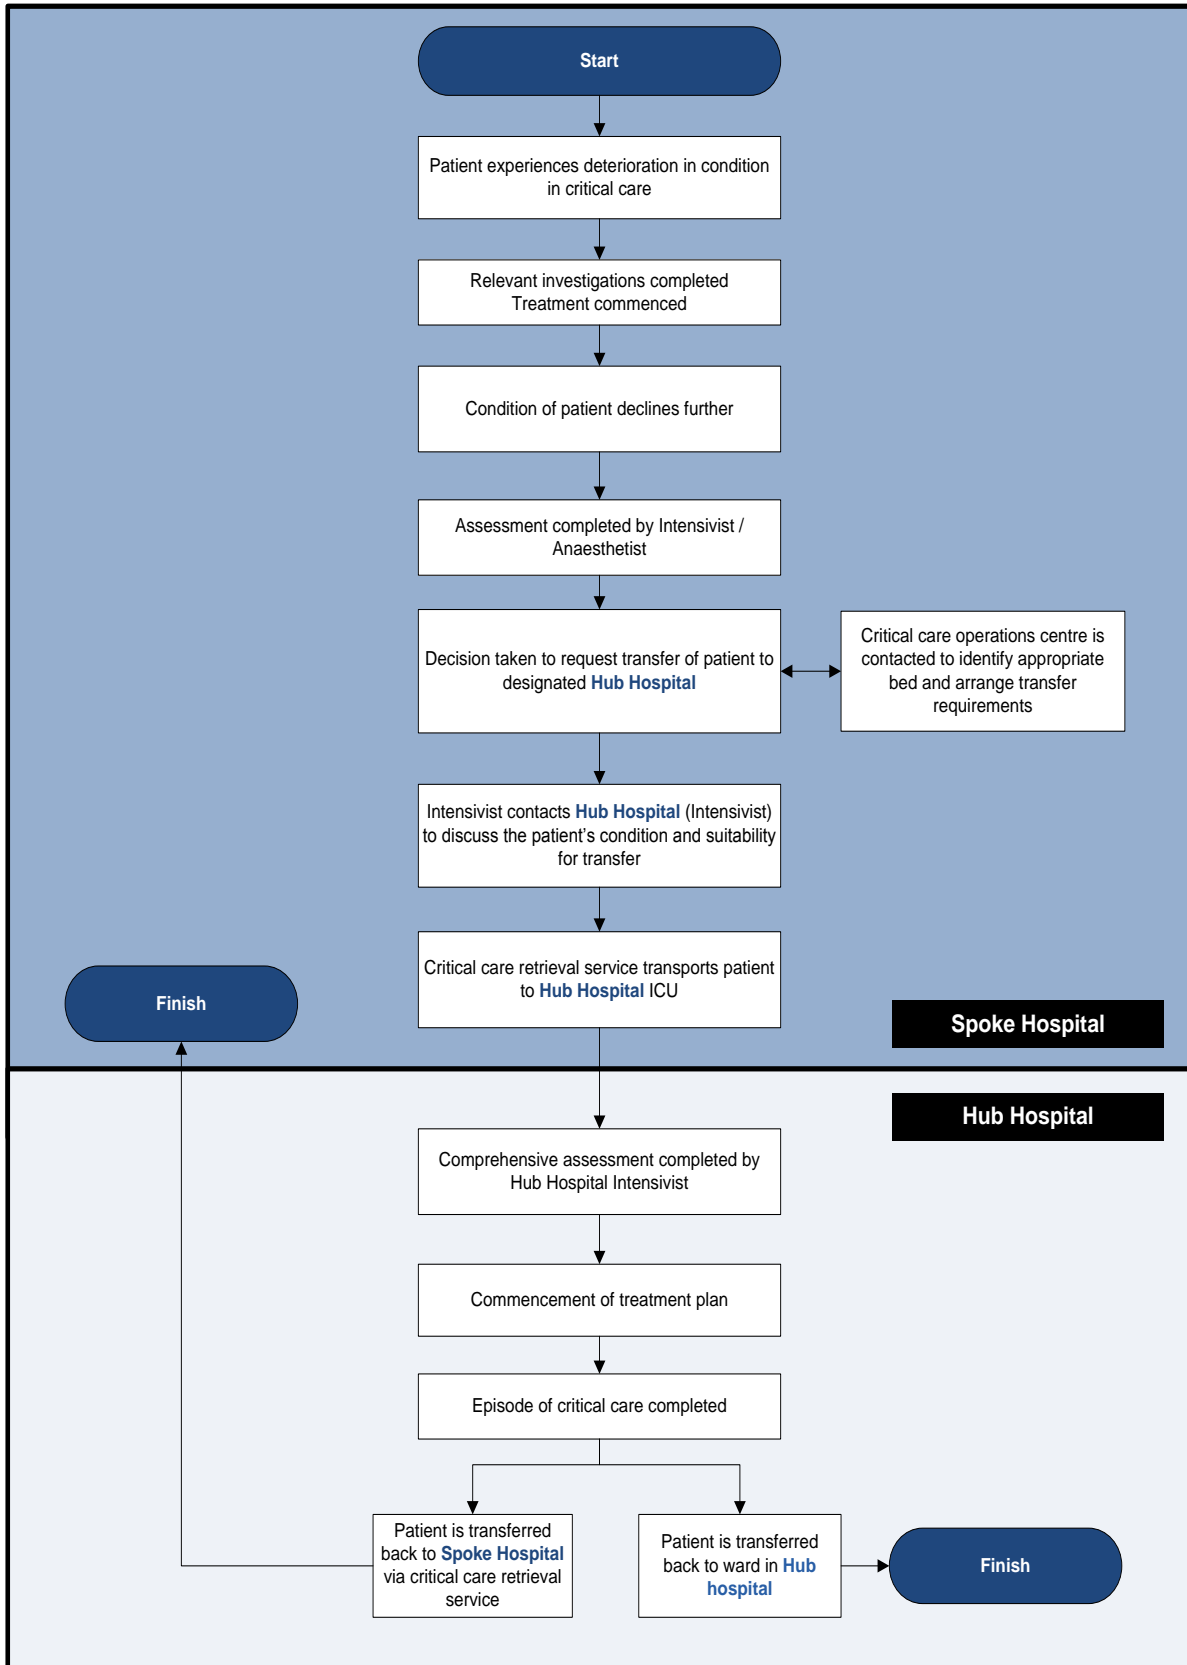 Start
Patient experiences deterioration in condition
in critical care
Relevant investigations completed
Treatment commenced
Condition of patient declines further
Assessment completed by Intensivist /
Anaesthetist
Decision taken to request transfer of patient to
designated Hub Hospital
Critical care operations centre is
contacted to identify appropriate
bed and arrange transfer
requirements
Intensivist contacts Hub Hospital (Intensivist)
to discuss the patient’s condition and suitability
for transfer
Critical care retrieval service transports patient
to Hub Hospital ICU
Finish
Spoke Hospital
Hub Hospital
Comprehensive assessment completed by
Hub Hospital Intensivist
Commencement of treatment plan
Episode of critical care completed
Patient is transferred
back to Spoke Hospital
via critical care retrieval
service
Patient is transferred
back to ward in Hub
hospital
Finish